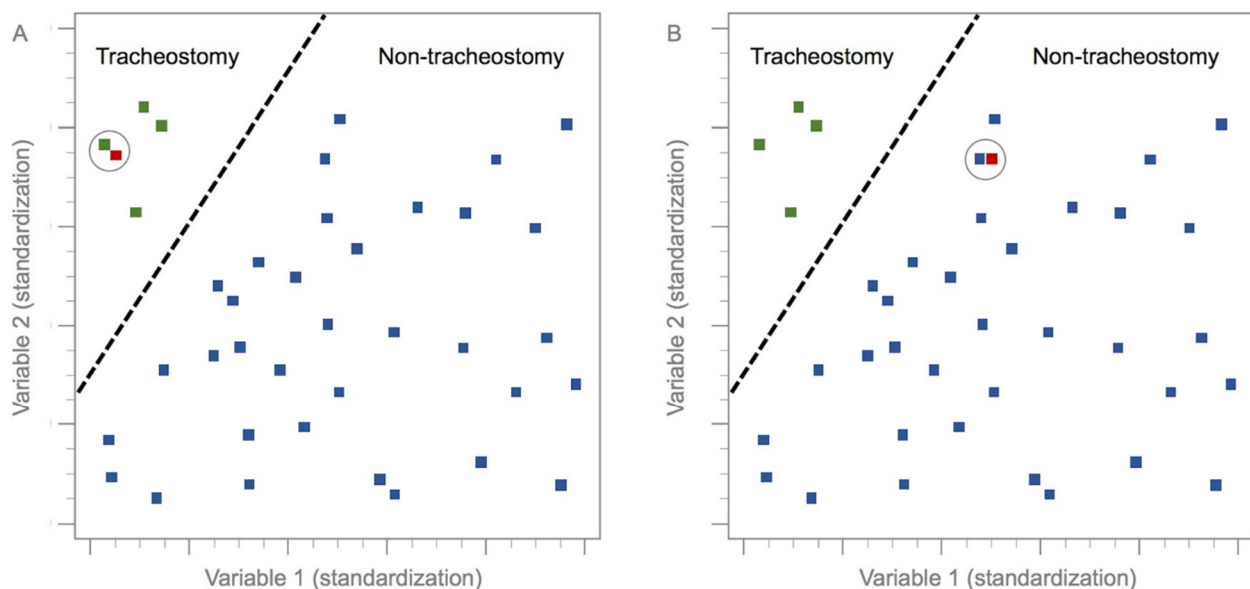 A
Tracheostomy
Non-tracheostomy
Variable 2 (standardization)
Variable 1 (standardization)
B
Tracheostomy
Non-tracheostomy
Variable 2 (standardization)
Variable 1 (standardization)